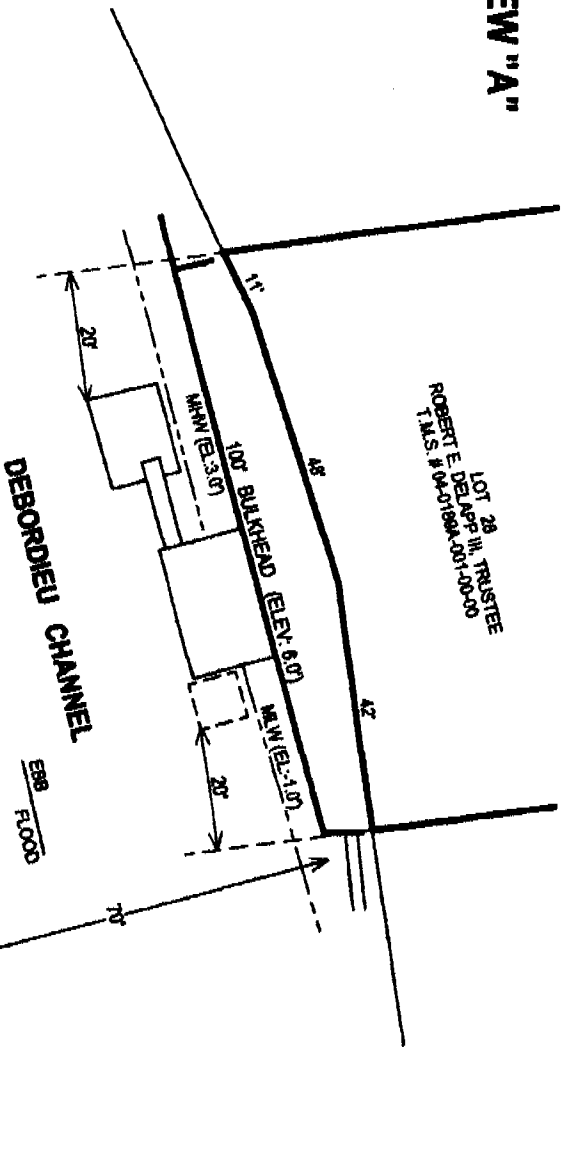 EW "A"
LOT 28
ROBERT E. DELAPP III, TRUSTEE
T.M.S. # 04-0189A-001-00-00
11'
48'
42'
100' BULKHEAD (ELEV: 6.0')
MHW (EL:3.0')
MLW (EL:-1.0')
20'
20'
70'
DEBORDIEU CHANNEL
EBB
FLOOD